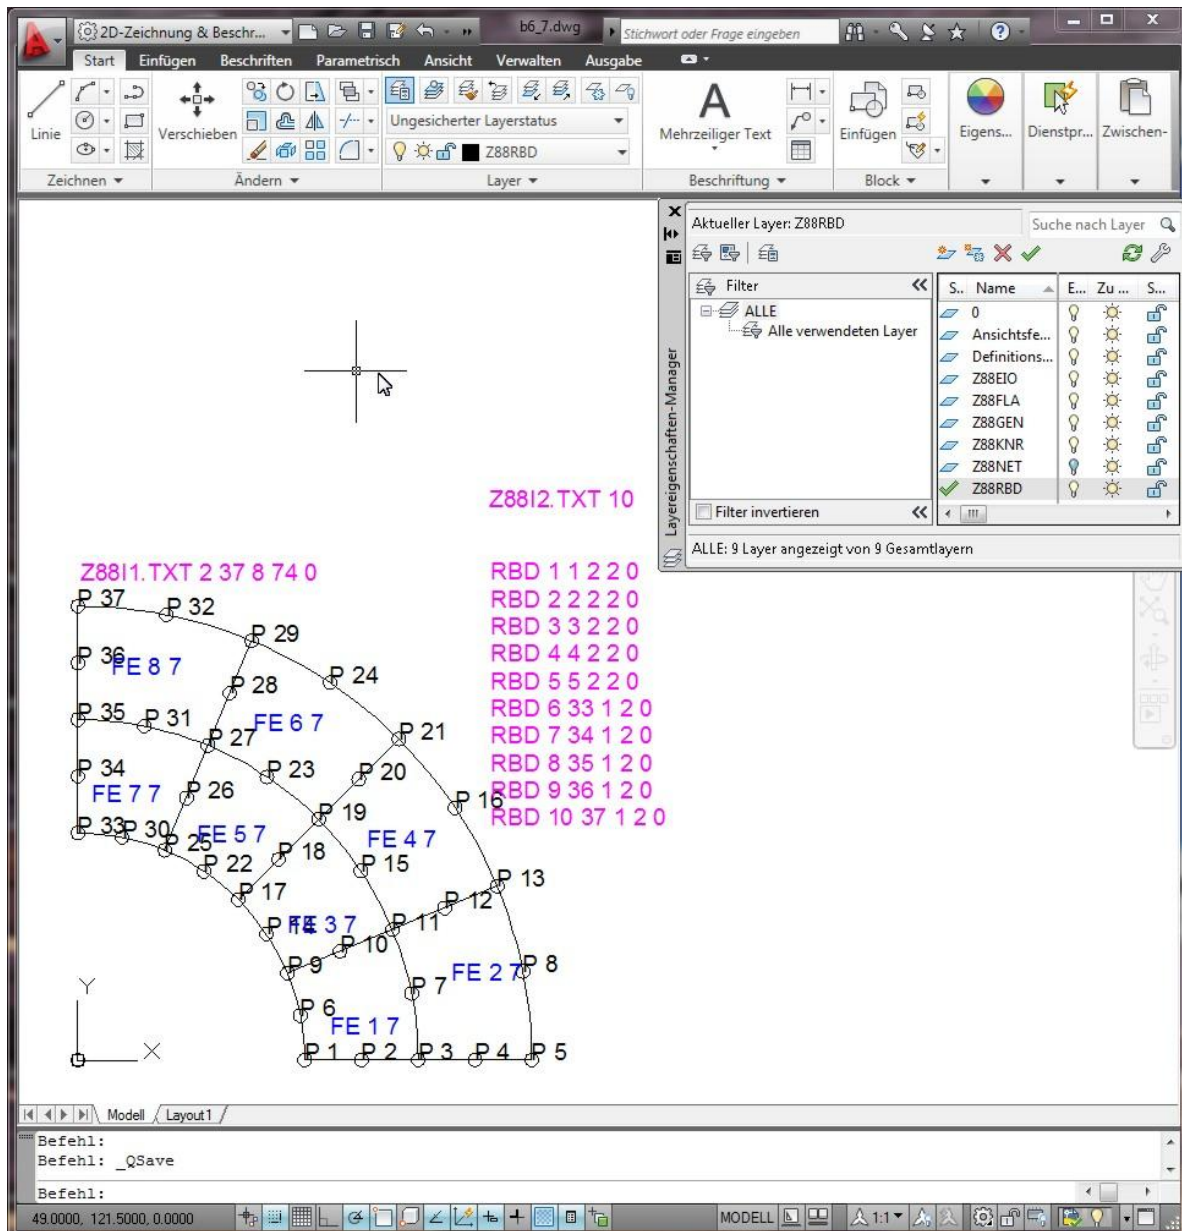 2D-Zeichnung & Beschr...
b6_7.dwg
Stichwort oder Frage eingeben
Start Einfügen Beschriften Parametrisch Ansicht Verwalten Ausgabe
Linie
Verschieben
Ungesicherter Layerstatus
Z88RBD
Mehrzeiliger Text
Einfügen
Eigens...
Dienstpr...
Zwischen-
Zeichnen
Ändern
Layer
Beschriftung
Block
Aktueller Layer: Z88RBD
Suche nach Layer
Filter
S.. Name E... Zu ... S...
ALLE
Alle verwendeten Layer
0
Ansichtsfe...
Definitions...
Z88EIO
Z88FLA
Z88GEN
Z88KNR
Z88NET
Z88RBD
Filter invertieren
ALLE: 9 Layer angezeigt von 9 Gesamtlayern
Layereigenschaften-Manager
Z88I2.TXT 10
Z88I1.TXT 2 37 8 74 0
RBD 1 1 2 2 0
RBD 2 2 2 2 0
RBD 3 3 2 2 0
RBD 4 4 2 2 0
RBD 5 5 2 2 0
RBD 6 33 1 2 0
RBD 7 34 1 2 0
RBD 8 35 1 2 0
RBD 9 36 1 2 0
RBD 10 37 1 2 0
P 37
P 32
P 29
P 36
FE 8 7
P 28
P 24
P 35
P 31
FE 6 7
P 27
P 21
P 34
P 23
P 20
FE 7 7
P 26
P 16
P 19
P 33
P 30
P 25
FE 5 7
FE 4 7
P 22
P 18
P 15
P 17
P 13
P 12
P 14
FE 3 7
P 11
P 10
P 9
FE 2 7
P 8
P 7
P 6
FE 1 7
P 1
P 2
P 3
P 4
P 5
Y
X
Modell
Layout1
Befehl:
Befehl: _QSave
Befehl:
49.0000, 121.5000, 0.0000
MODELL
1:1